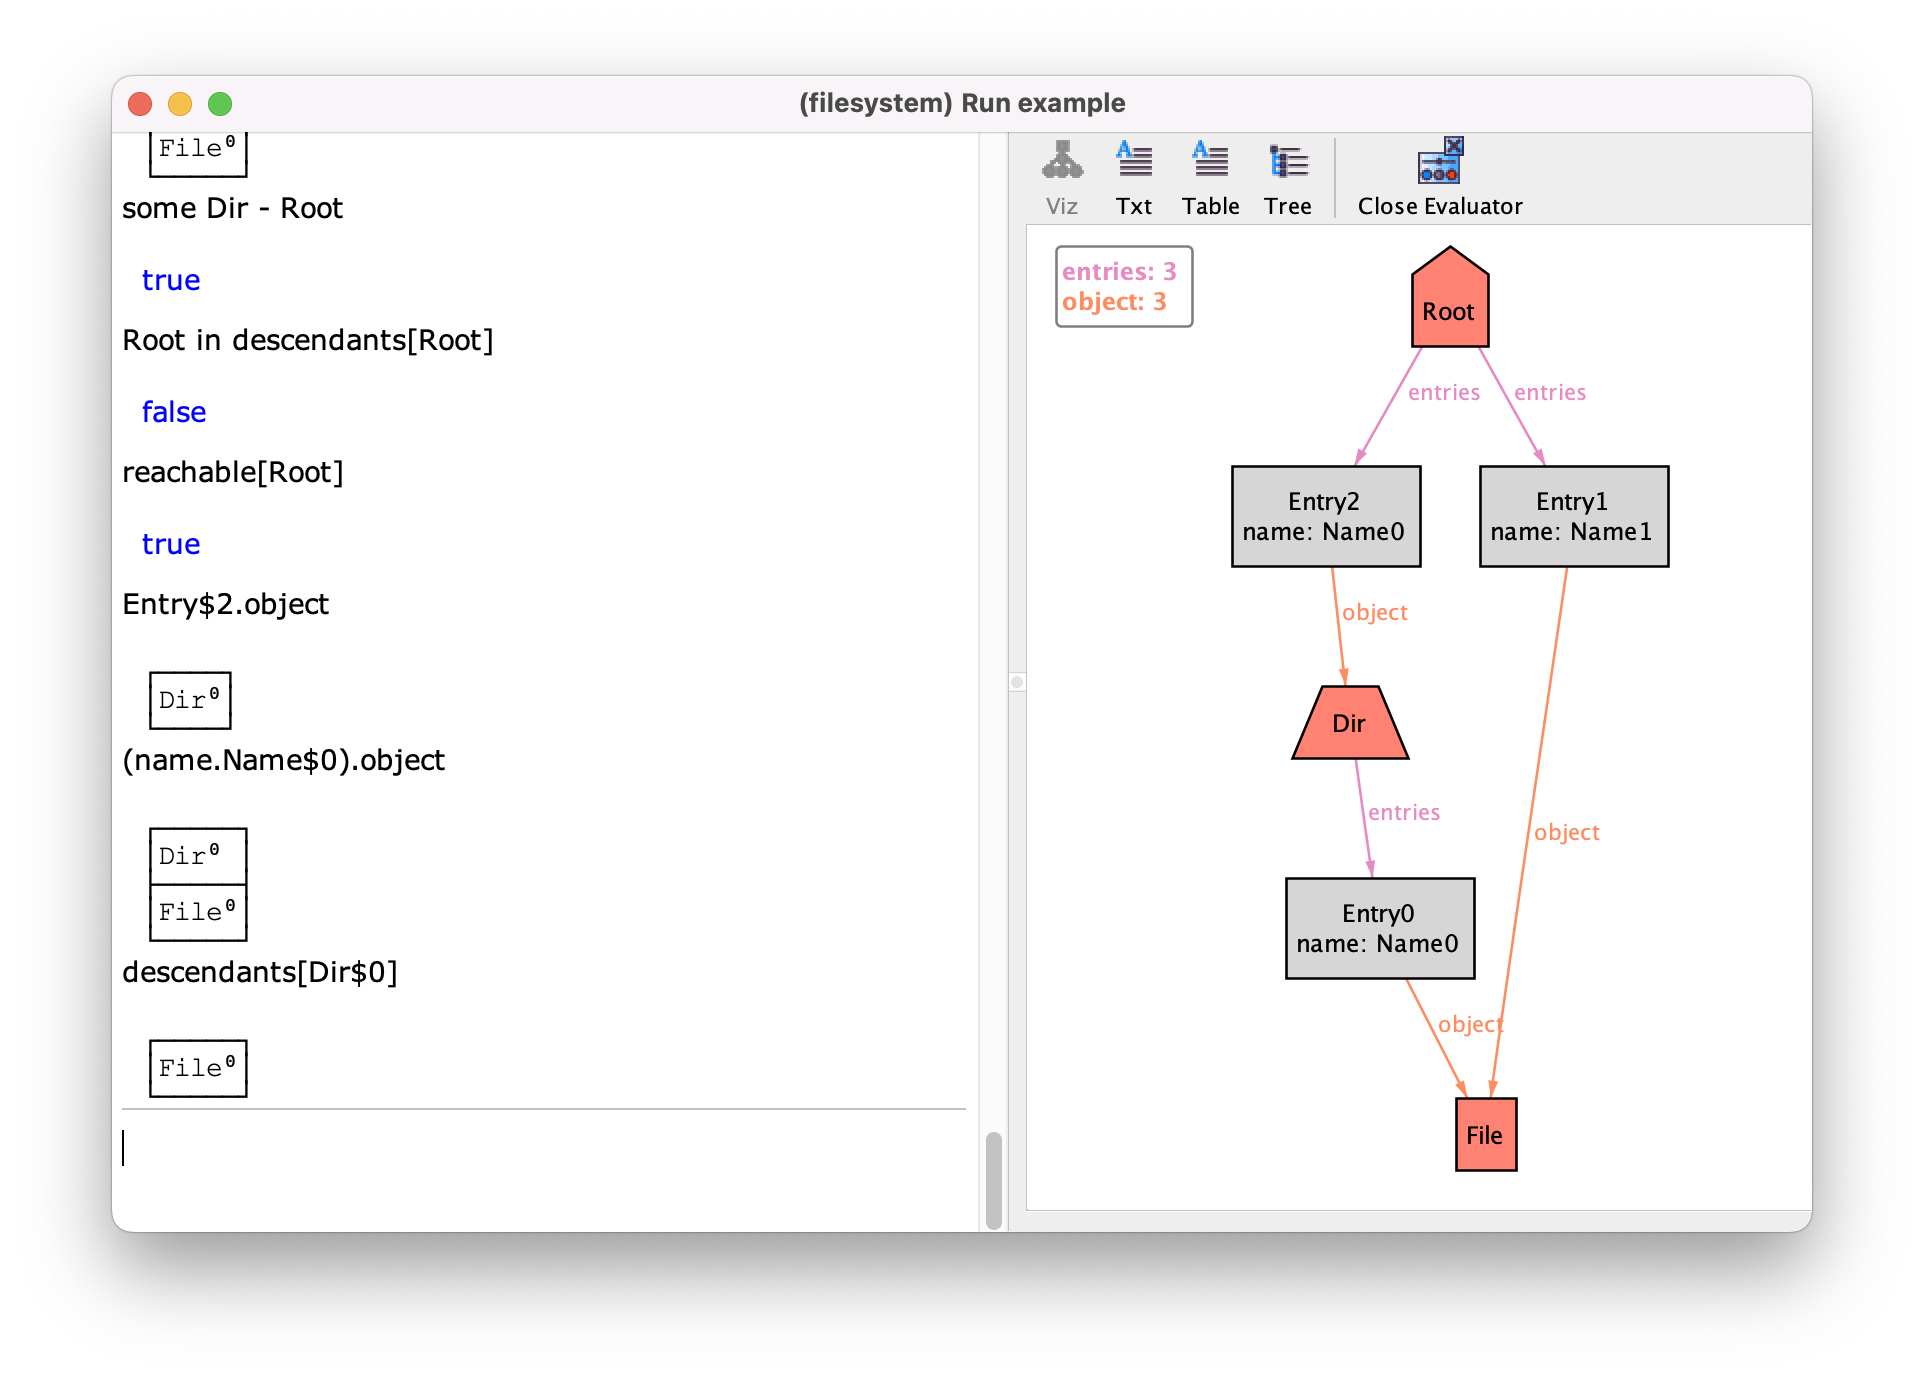 (filesystem) Run example
File⁰
some Dir - Root
true
Root in descendants[Root]
false
reachable[Root]
true
Entry$2.object
Dir⁰
(name.Name$0).object
Dir⁰
File⁰
descendants[Dir$0]
File⁰
Viz Txt Table Tree Close Evaluator
entries: 3
object: 3
Root
entries entries
Entry2
name: Name0
Entry1
name: Name1
object
Dir
entries
object
Entry0
name: Name0
object
File